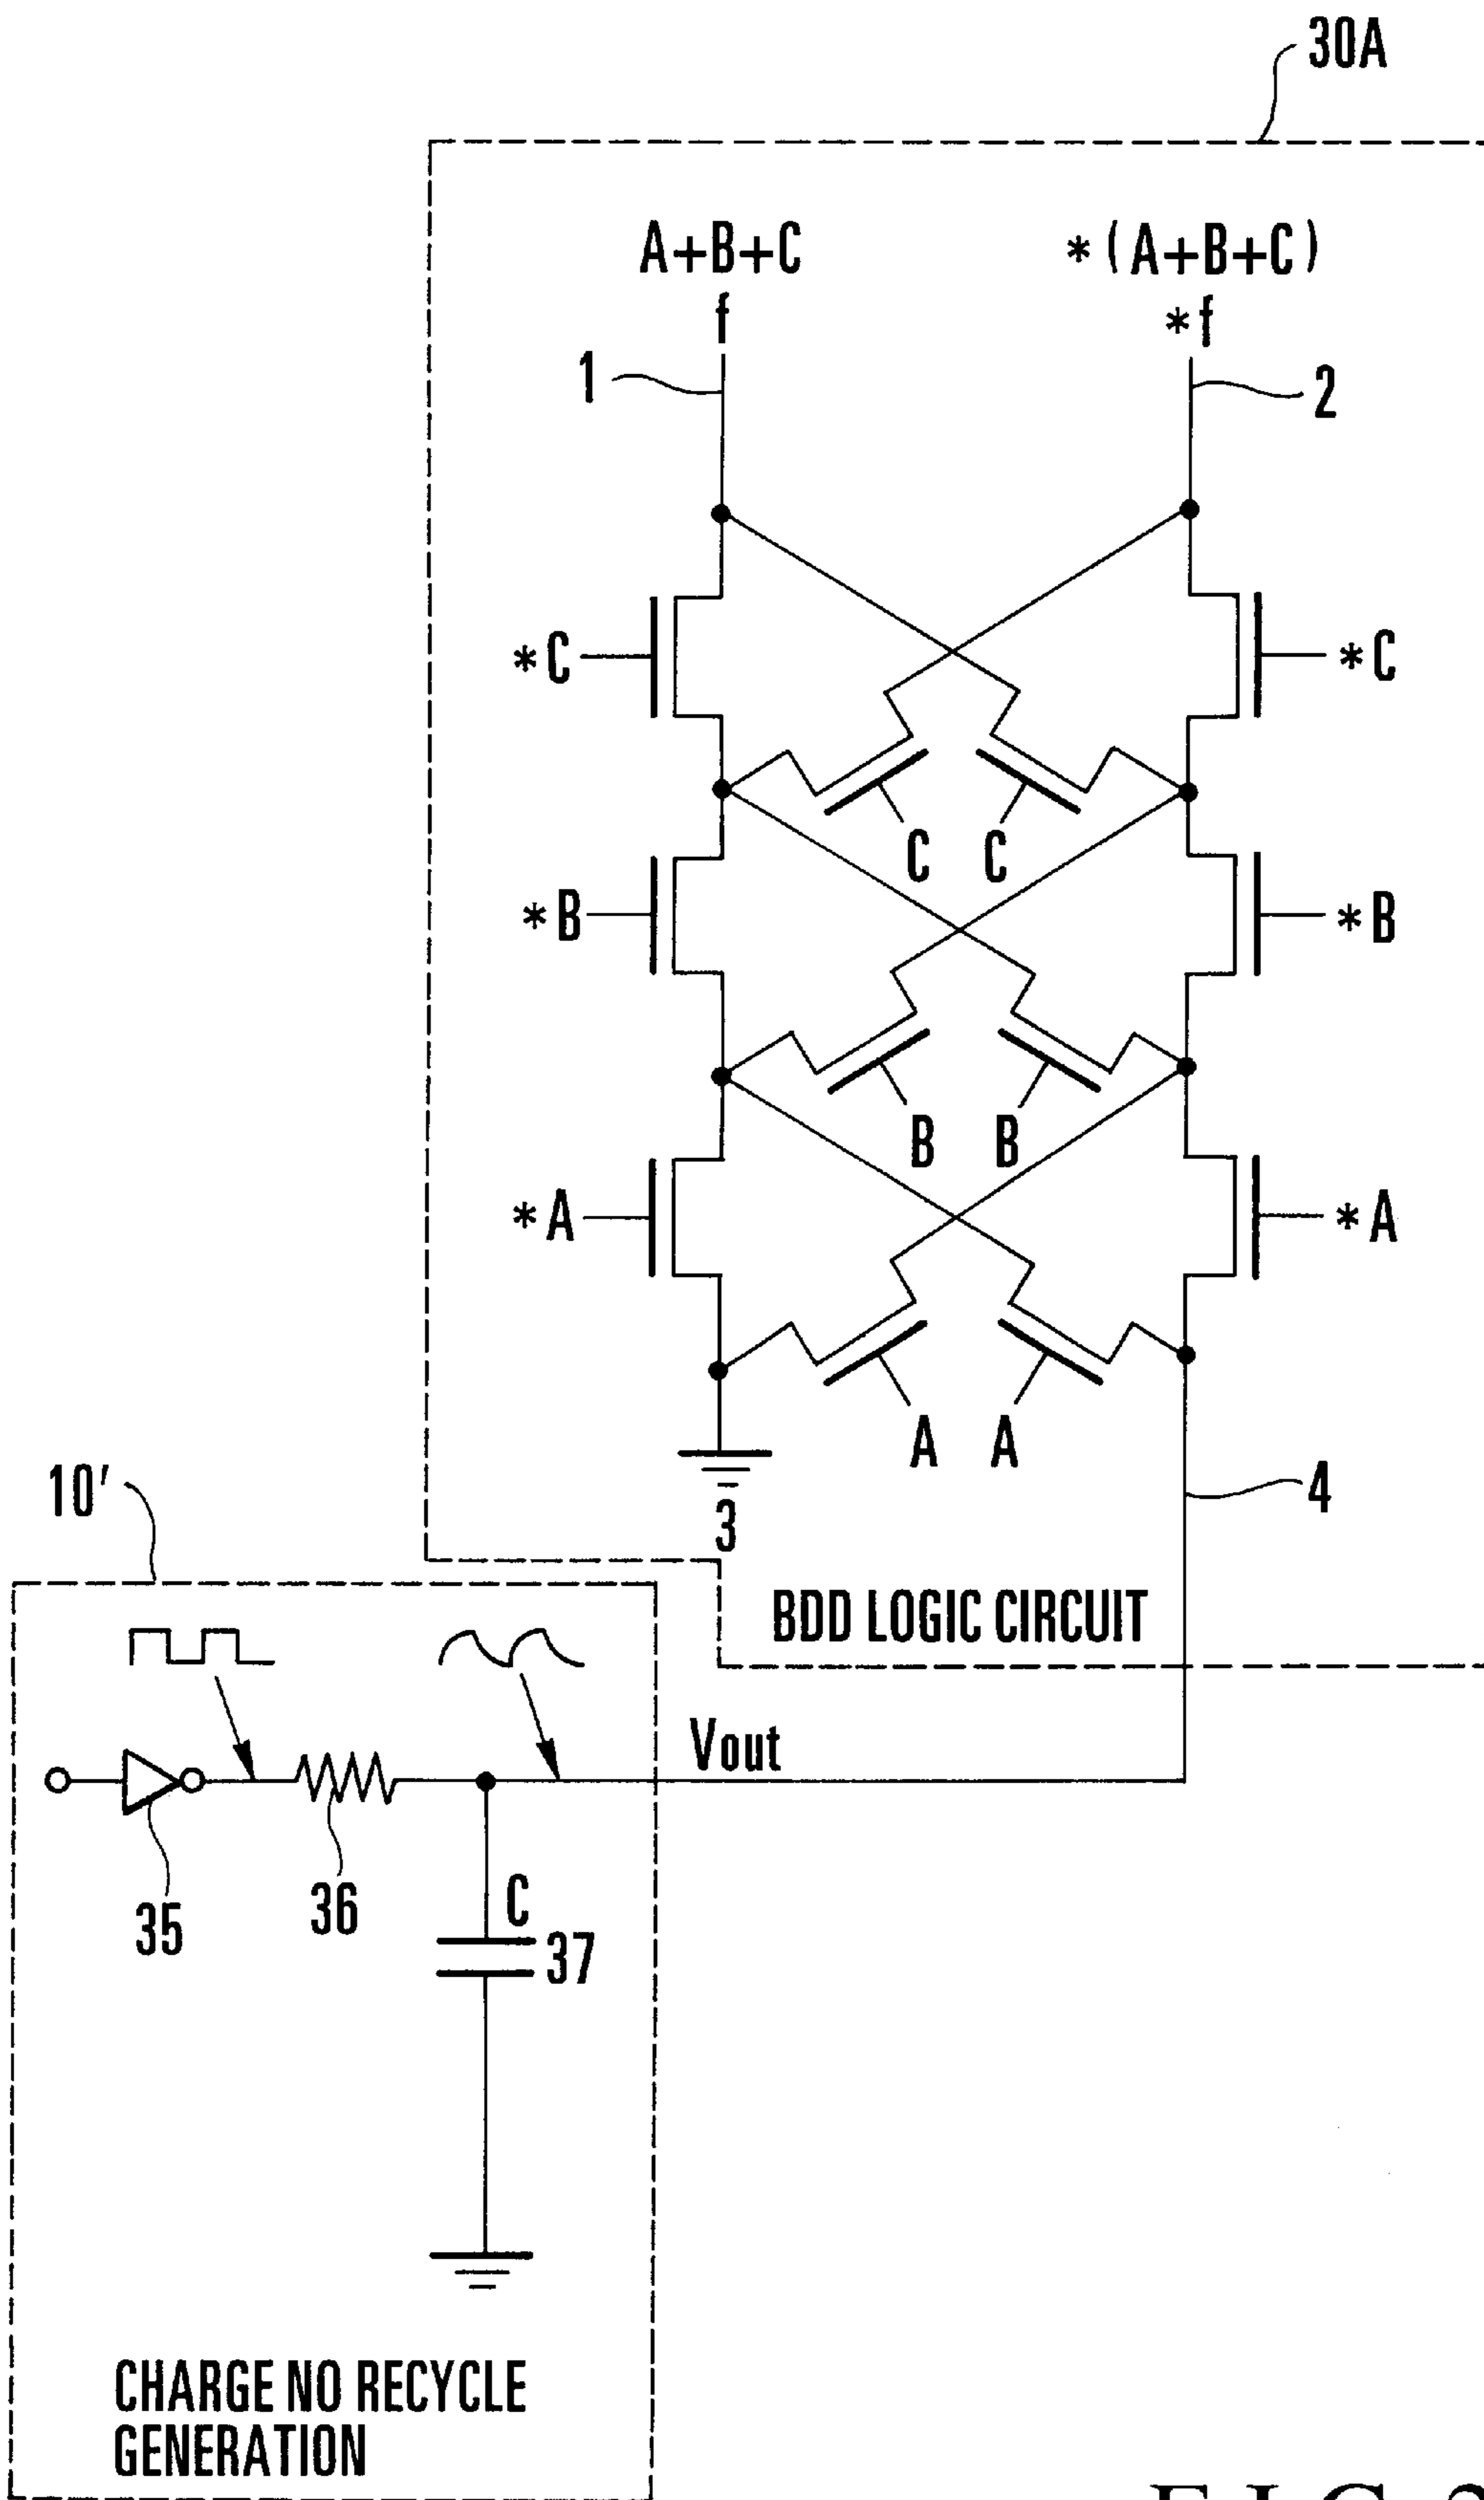 30A
A+B+C
*(A+B+C)
f
*f
1
2
*C
*C
C
C
*B
*B
B
B
*A
*A
A
A
10'
4
3
BDD LOGIC CIRCUIT
Vout
35
36
C
37
CHARGE NO RECYCLE
GENERATION